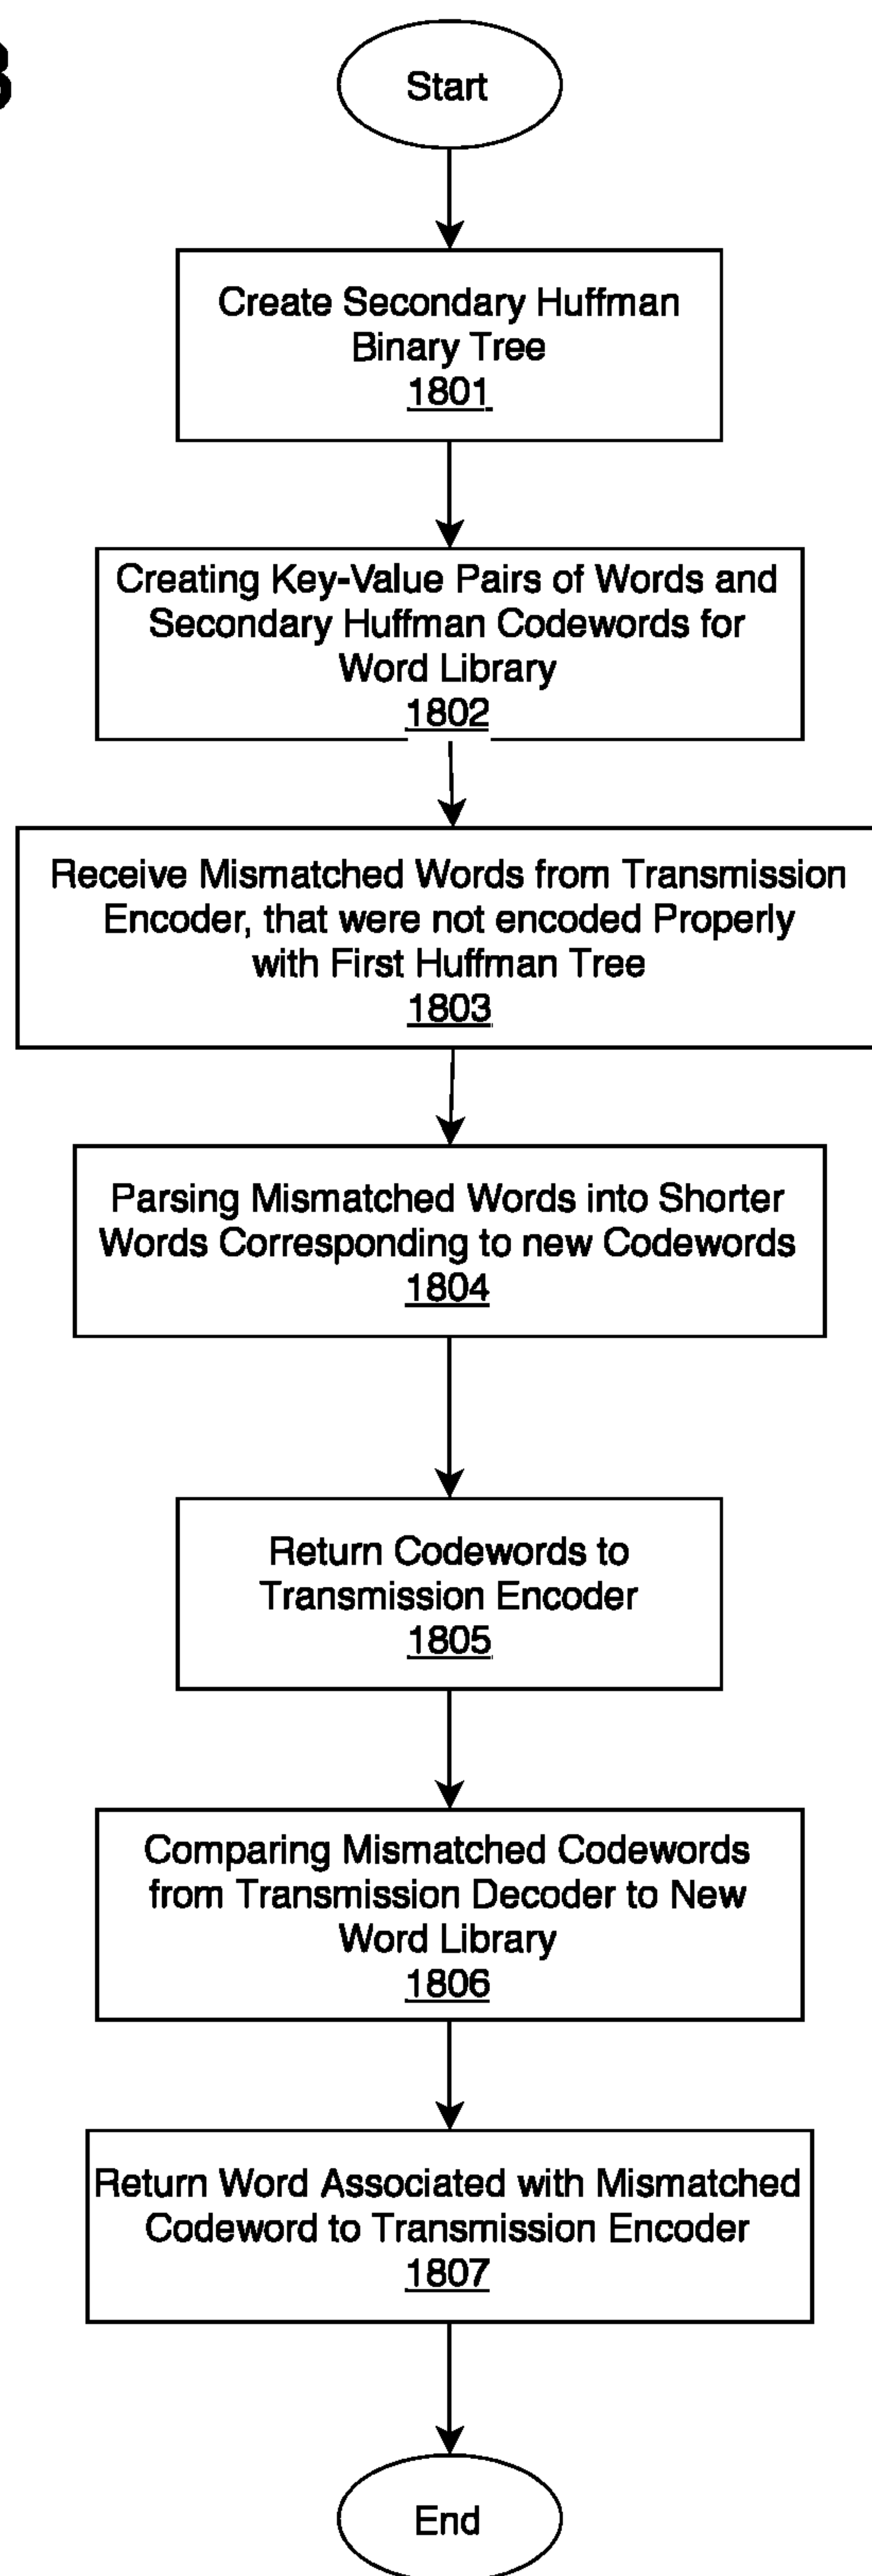 Start
Create Secondary Huffman
Binary Tree
1801
Creating Key-Value Pairs of Words and
Secondary Huffman Codewords for
Word Library
1802
Receive Mismatched Words from Transmission
Encoder, that were not encoded Properly
with First Huffman Tree
1803
Parsing Mismatched Words into Shorter
Words Corresponding to new Codewords
1804
Return Codewords to
Transmission Encoder
1805
Comparing Mismatched Codewords
from Transmission Decoder to New
Word Library
1806
Return Word Associated with Mismatched
Codeword to Transmission Encoder
1807
End